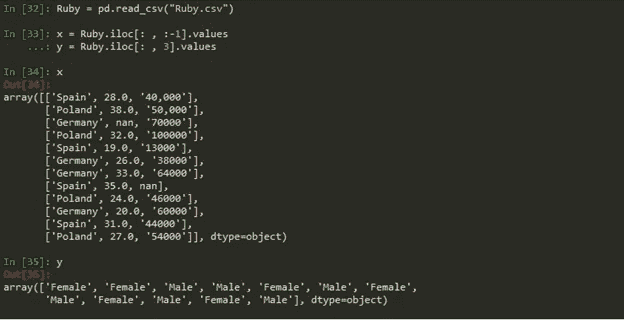 In [32]: Ruby = pd.read_csv("Ruby.csv")
In [33]: x = Ruby.iloc[: , :-1].values
    ...: y = Ruby.iloc[: , 3].values
In [34]: x
Out[34]:
array([['Spain', 28.0, '40,000'],
       ['Poland', 38.0, '50,000'],
       ['Germany', nan, '70000'],
       ['Poland', 32.0, '100000'],
       ['Spain', 19.0, '13000'],
       ['Germany', 26.0, '38000'],
       ['Germany', 33.0, '64000'],
       ['Spain', 35.0, nan],
       ['Poland', 24.0, '46000'],
       ['Germany', 20.0, '60000'],
       ['Spain', 31.0, '44000'],
       ['Poland', 27.0, '54000']], dtype=object)
In [35]: y
Out[35]:
array(['Female', 'Female', 'Male', 'Male', 'Female', 'Male', 'Female',
       'Male', 'Female', 'Male', 'Female', 'Male'], dtype=object)